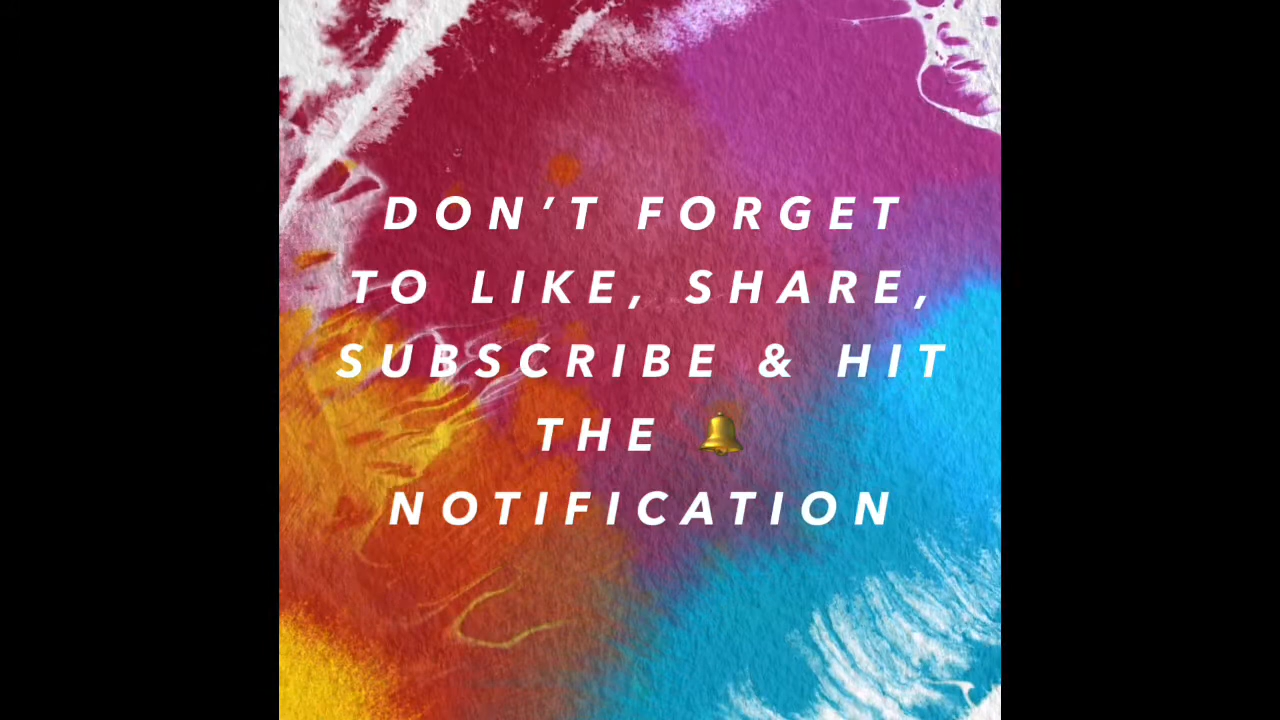 DON’T FORGET
TO LIKE, SHARE,
SUBSCRIBE & HIT
THE 🔔
NOTIFICATION